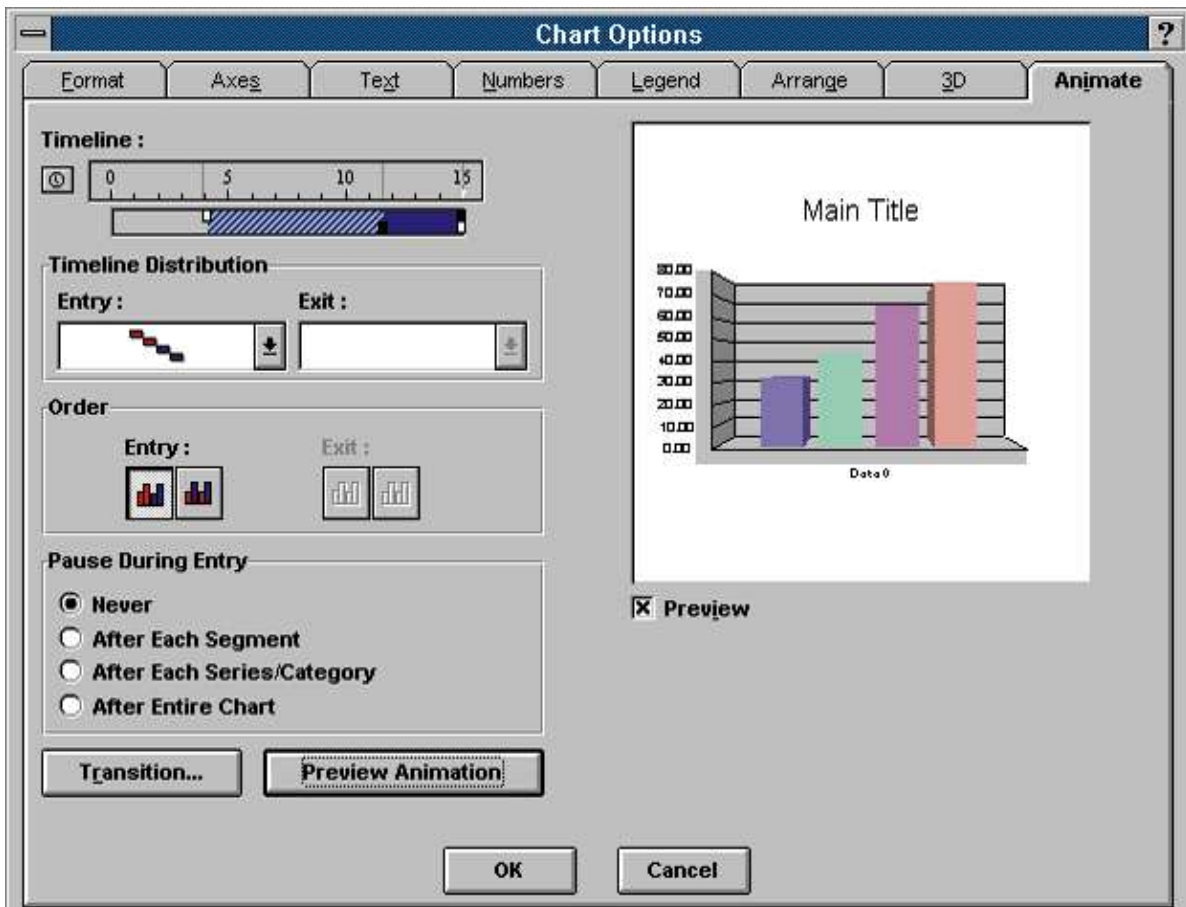 Chart Options ?
Format Axes Text Numbers Legend Arrange 3D Animate
Timeline :
0 5 10 15
Timeline Distribution
Entry : Exit :
Order
Entry : Exit :
Pause During Entry
Never
After Each Segment
After Each Series/Category
After Entire Chart
Transition... Preview Animation
Main Title
80.00
70.00
60.00
50.00
40.00
30.00
20.00
10.00
0.00
Data 0
Preview
OK Cancel